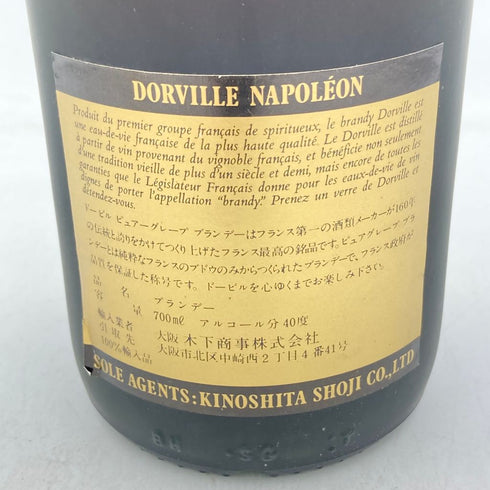 DORVILLE NAPOLÉON
Produit du premier groupe français de spiritueux, le brandy Dorville est
une eau-de-vie française de la plus haute qualité. Le Dorville est distillé
à partir de vin provenant du vignoble français, et bénéficie non seulement
d'une tradition vieille de plus d'un siècle et demi, mais encore de toutes les
garanties que le Législateur Français donne pour les eaux-de-vie de vin
dignes de porter l'appellation "brandy." Prenez un verre de Dorville et
détendez-vous.
ドービル ピュアーグレープ ブランデーはフランス第一の酒類メーカーが160年
の伝統と誇りをかけてつくり上げたフランス最高の銘品です。ピュアグレープ・ブラ
ンデーとは純粋なフランスのブドウのみからつくられたブランデーで、フランス政府が
品質を保証した称号です。ドービルを心ゆくまでお楽しみ下さい。
品名 ブランデー
容量 700mℓ アルコール分40度
輸入業者 大阪 木下商事株式会社
引取先 大阪市北区中崎西2丁目4番41号
100%輸入品
SOLE AGENTS:KINOSHITA SHOJI CO.,LTD